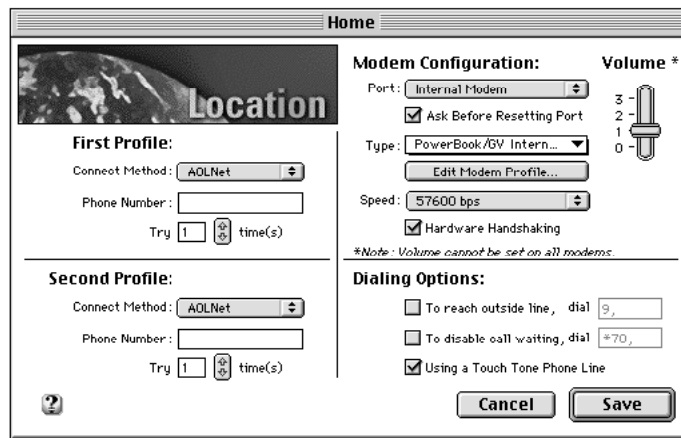 Home
Location
First Profile:
Connect Method: AOLNet
Phone Number:
Try 1 time(s)
Second Profile:
Connect Method: AOLNet
Phone Number:
Try 1 time(s)
?
Modem Configuration:
Port: Internal Modem
Ask Before Resetting Port
Type: PowerBook/GV Intern...
Edit Modem Profile...
Speed: 57600 bps
Hardware Handshaking
*Note: Volume cannot be set on all modems.
Volume *
3
2
1
0
Dialing Options:
To reach outside line, dial 9,
To disable call waiting, dial *70,
Using a Touch Tone Phone Line
Cancel
Save